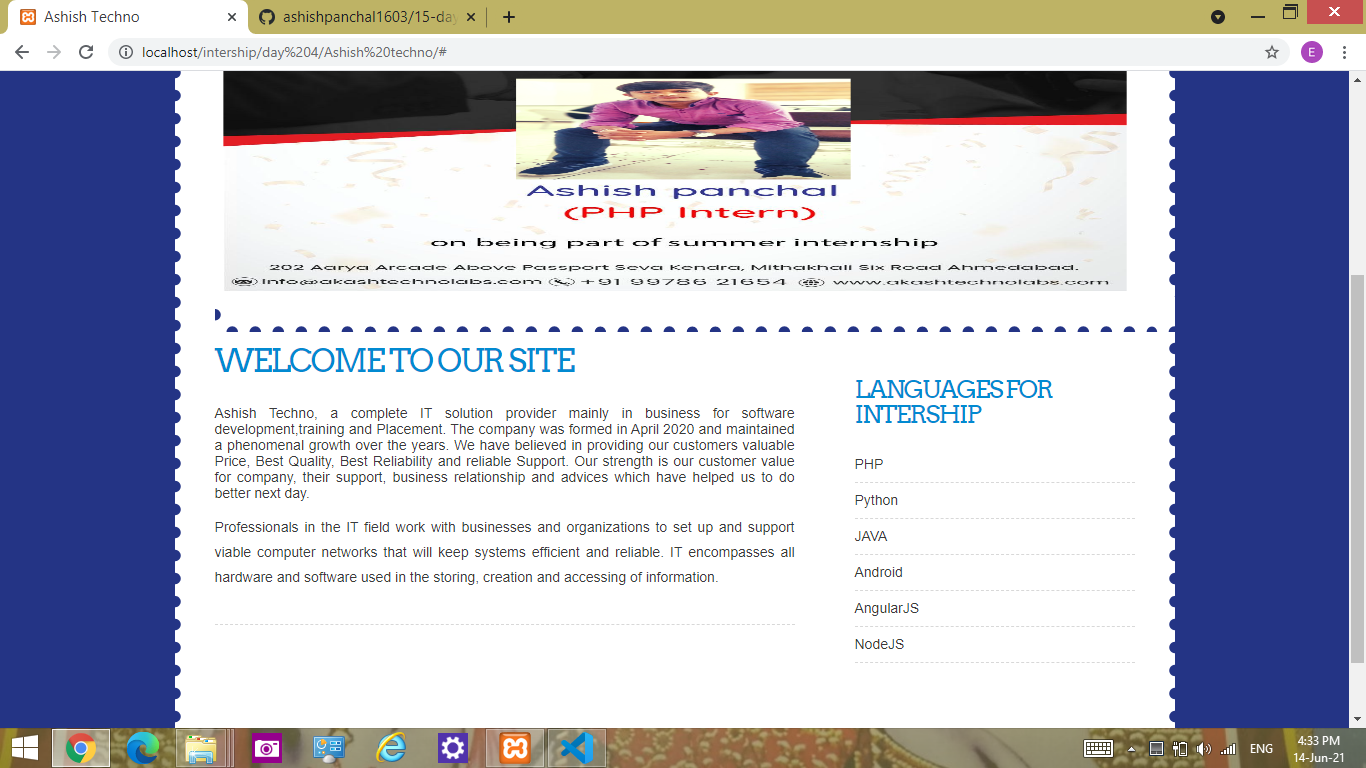 Ashish Techno
ashishpanchal1603/15-day
localhost/intership/day%204/Ashish%20techno/#
E
Ashish panchal
(PHP Intern)
on being part of summer internship
202 Aarya Arcade Above Passport Seva Kendra, Mithakhali Six Road Ahmedabad.
info@akashtechnolabs.com +91 99786 21654 www.akashtechnolabs.com
WELCOME TO OUR SITE
Ashish Techno, a complete IT solution provider mainly in business for software
development,training and Placement. The company was formed in April 2020 and maintained
a phenomenal growth over the years. We have believed in providing our customers valuable
Price, Best Quality, Best Reliability and reliable Support. Our strength is our customer value
for company, their support, business relationship and advices which have helped us to do
better next day.
Professionals in the IT field work with businesses and organizations to set up and support
viable computer networks that will keep systems efficient and reliable. IT encompasses all
hardware and software used in the storing, creation and accessing of information.
LANGUAGES FOR
INTERSHIP
PHP
Python
JAVA
Android
AngularJS
NodeJS
ENG
4:33 PM
14-Jun-21